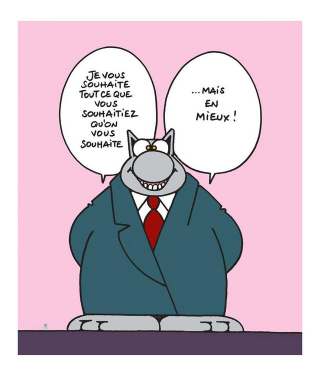 JE VOUS
SOUHAITE
TOUT CE QUE
VOUS
SOUHAITIEZ
QU'ON
VOUS
SOUHAITE
...MAIS
EN
MIEUX!